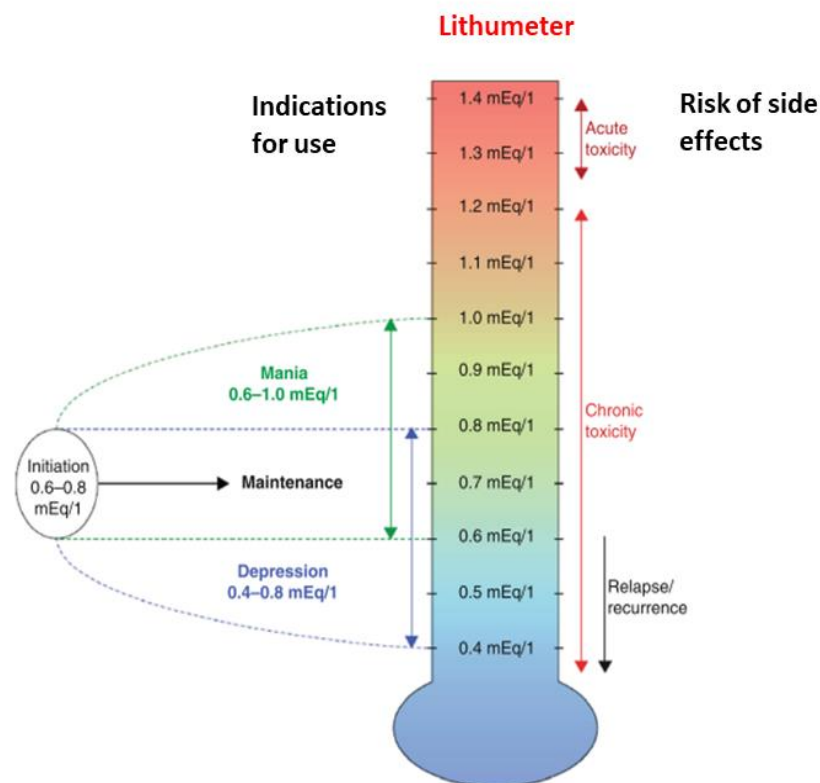 Lithumeter
Indications
for use
Risk of side
effects
1.4 mEq/1
1.3 mEq/1
1.2 mEq/1
1.1 mEq/1
1.0 mEq/1
0.9 mEq/1
0.8 mEq/1
0.7 mEq/1
0.6 mEq/1
0.5 mEq/1
0.4 mEq/1
Acute
toxicity
Chronic
toxicity
Relapse/
recurrence
Mania
0.6–1.0 mEq/1
Initiation
0.6–0.8
mEq/1
Maintenance
Depression
0.4–0.8 mEq/1